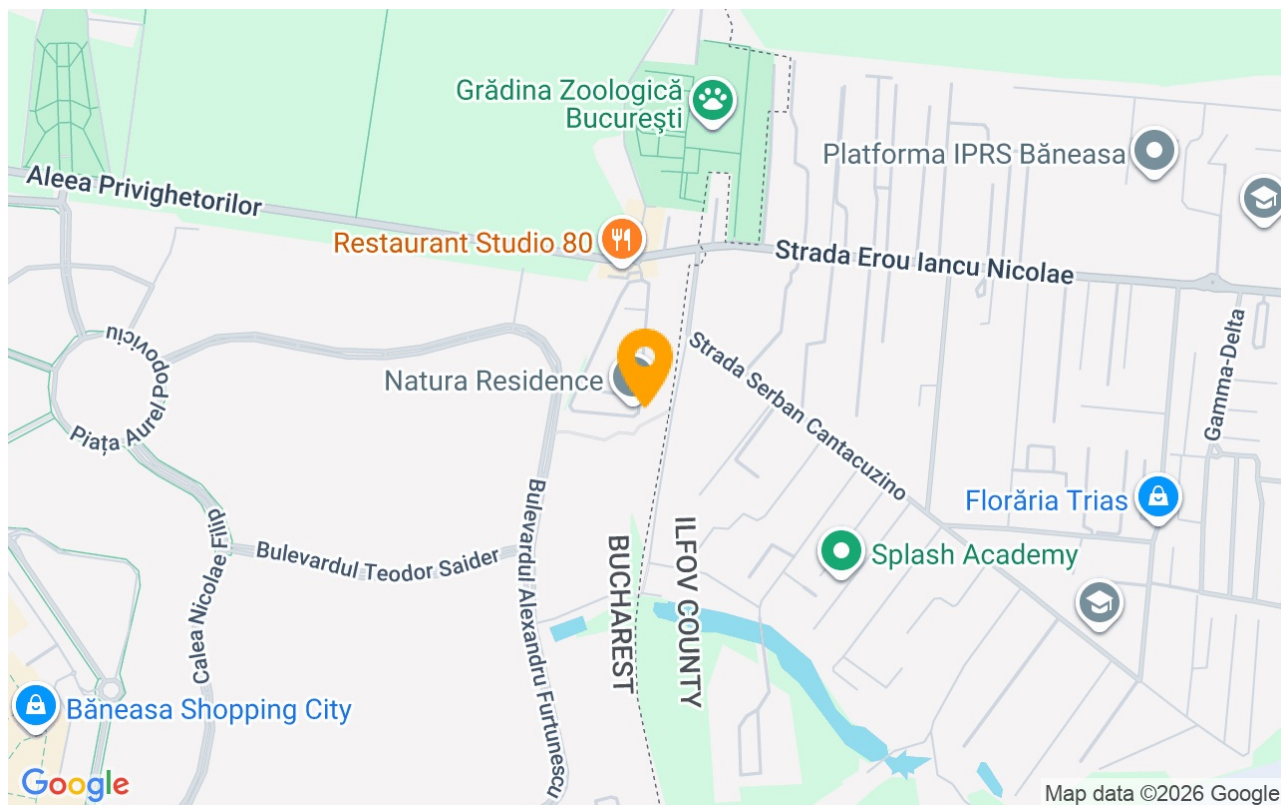 Grădina Zoologică
București
Platforma IPRS Băneasa
Aleea Privighetorilor
Restaurant Studio 80
Strada Erou Iancu Nicolae
Piața Aurel Popoviciu
Natura Residence
Strada Serban Cantacuzino
Gamma-Delta
Florăria Trias
Calea Nicolae Filip
Bulevardul Teodor Saider
Bulevardul Alexandru Furtunescu
BUCHAREST
ILFOV COUNTY
Splash Academy
Băneasa Shopping City
Google
Map data ©2026 Google